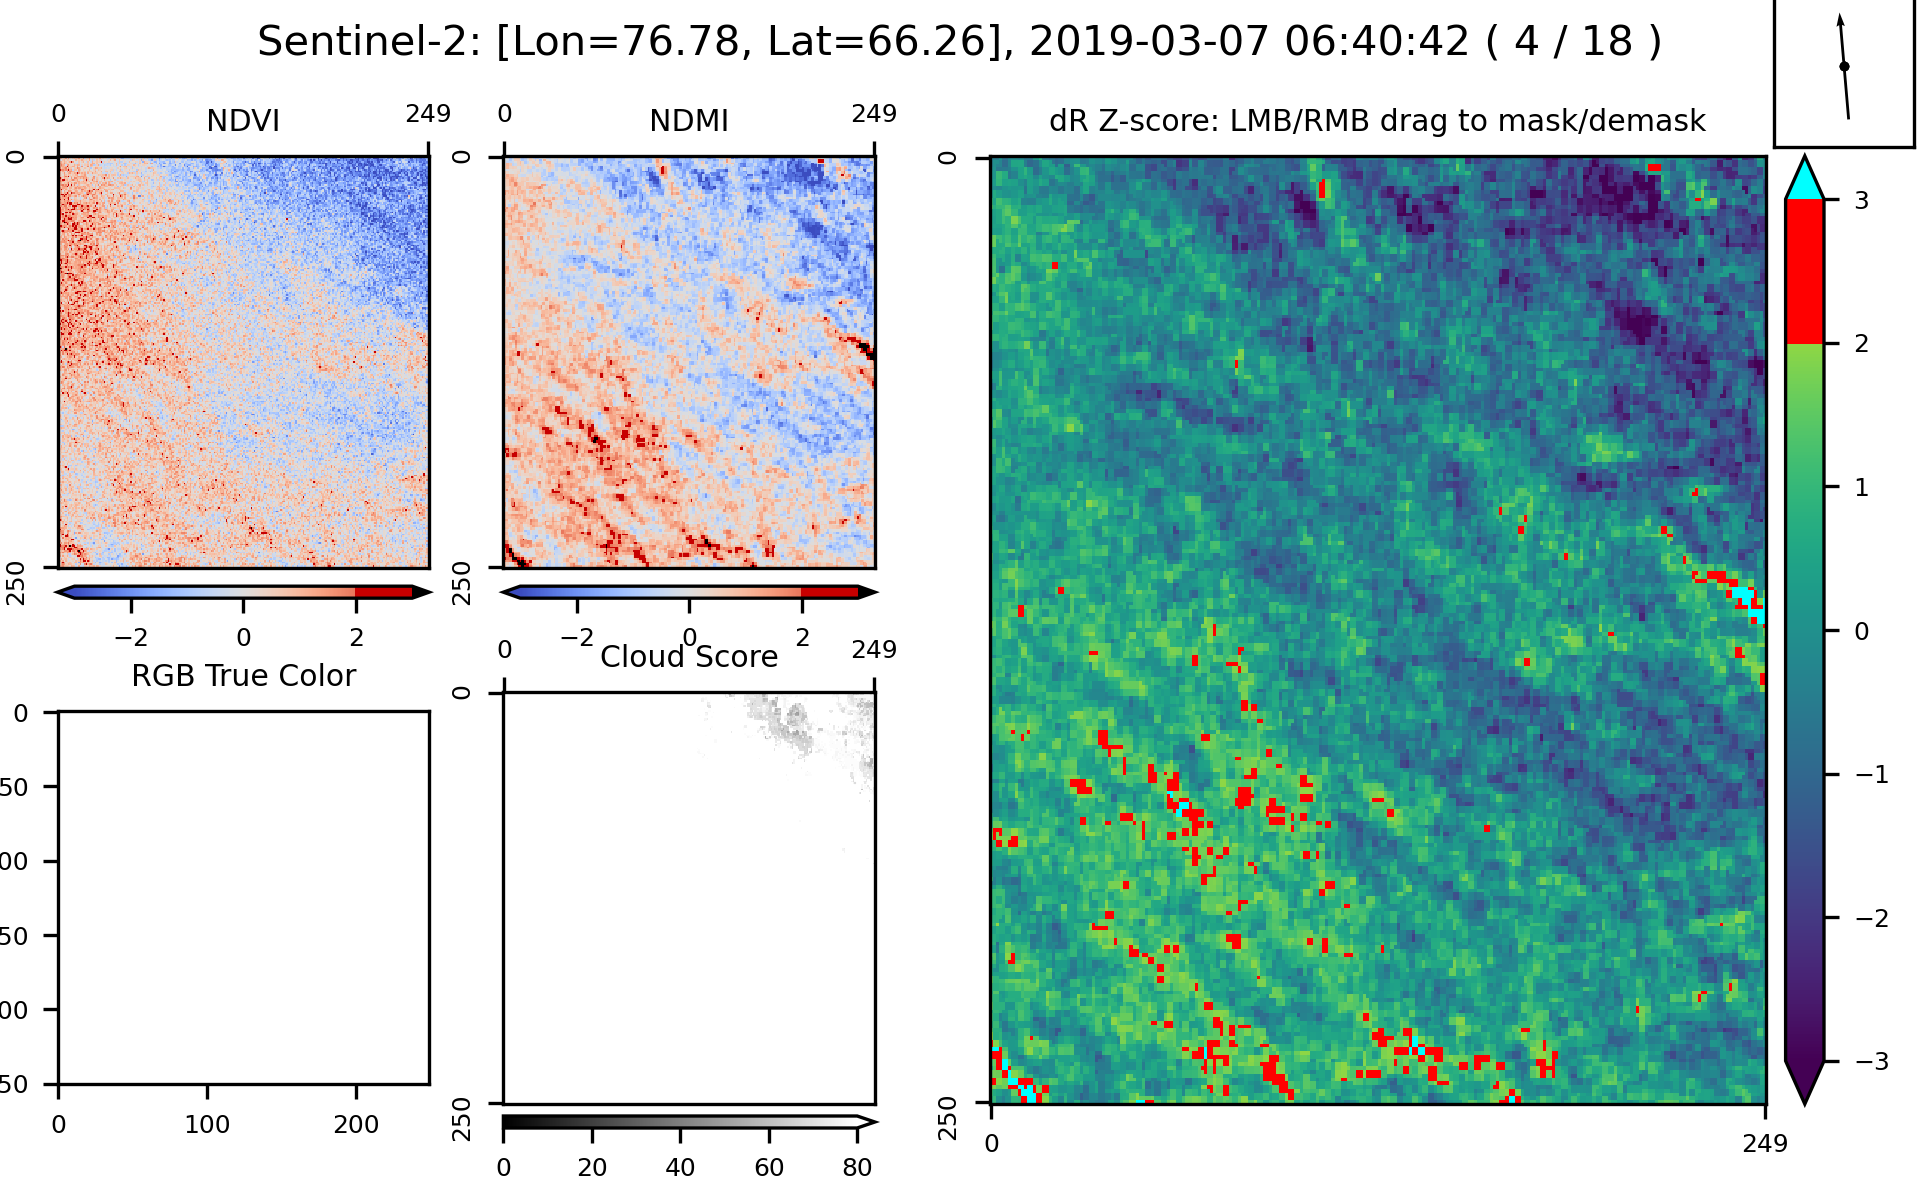 Sentinel-2: [Lon=76.78, Lat=66.26], 2019-03-07 06:40:42 ( 4 / 18 )
0 NDVI 249
0
250
−2 0 2
0 NDMI 249
0
250
−2 0 2
dR Z-score: LMB/RMB drag to mask/demask
0
250
0 249
3
2
1
0
−1
−2
−3
RGB True Color
0
50
00
50
00
50
0 100 200
0 Cloud Score 249
0
250
0 20 40 60 80